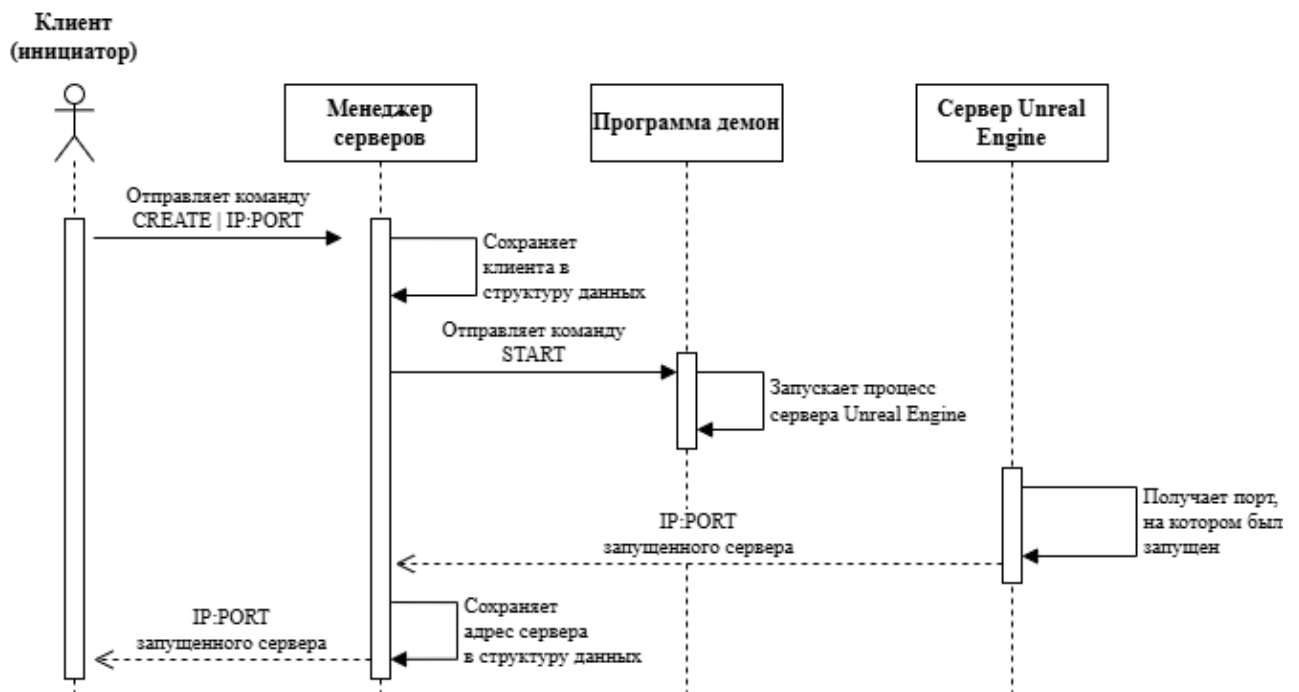 Клиент
(инициатор)
Менеджер
серверов
Программа демон
Сервер Unreal
Engine
Отправляет команду
CREATE | IP:PORT
Сохраняет
клиента в
структуру данных
Отправляет команду
START
Запускает процесс
сервера Unreal Engine
Получает порт,
на котором был
запущен
IP:PORT
запущенного сервера
Сохраняет
адрес сервера
в структуру данных
IP:PORT
запущенного сервера